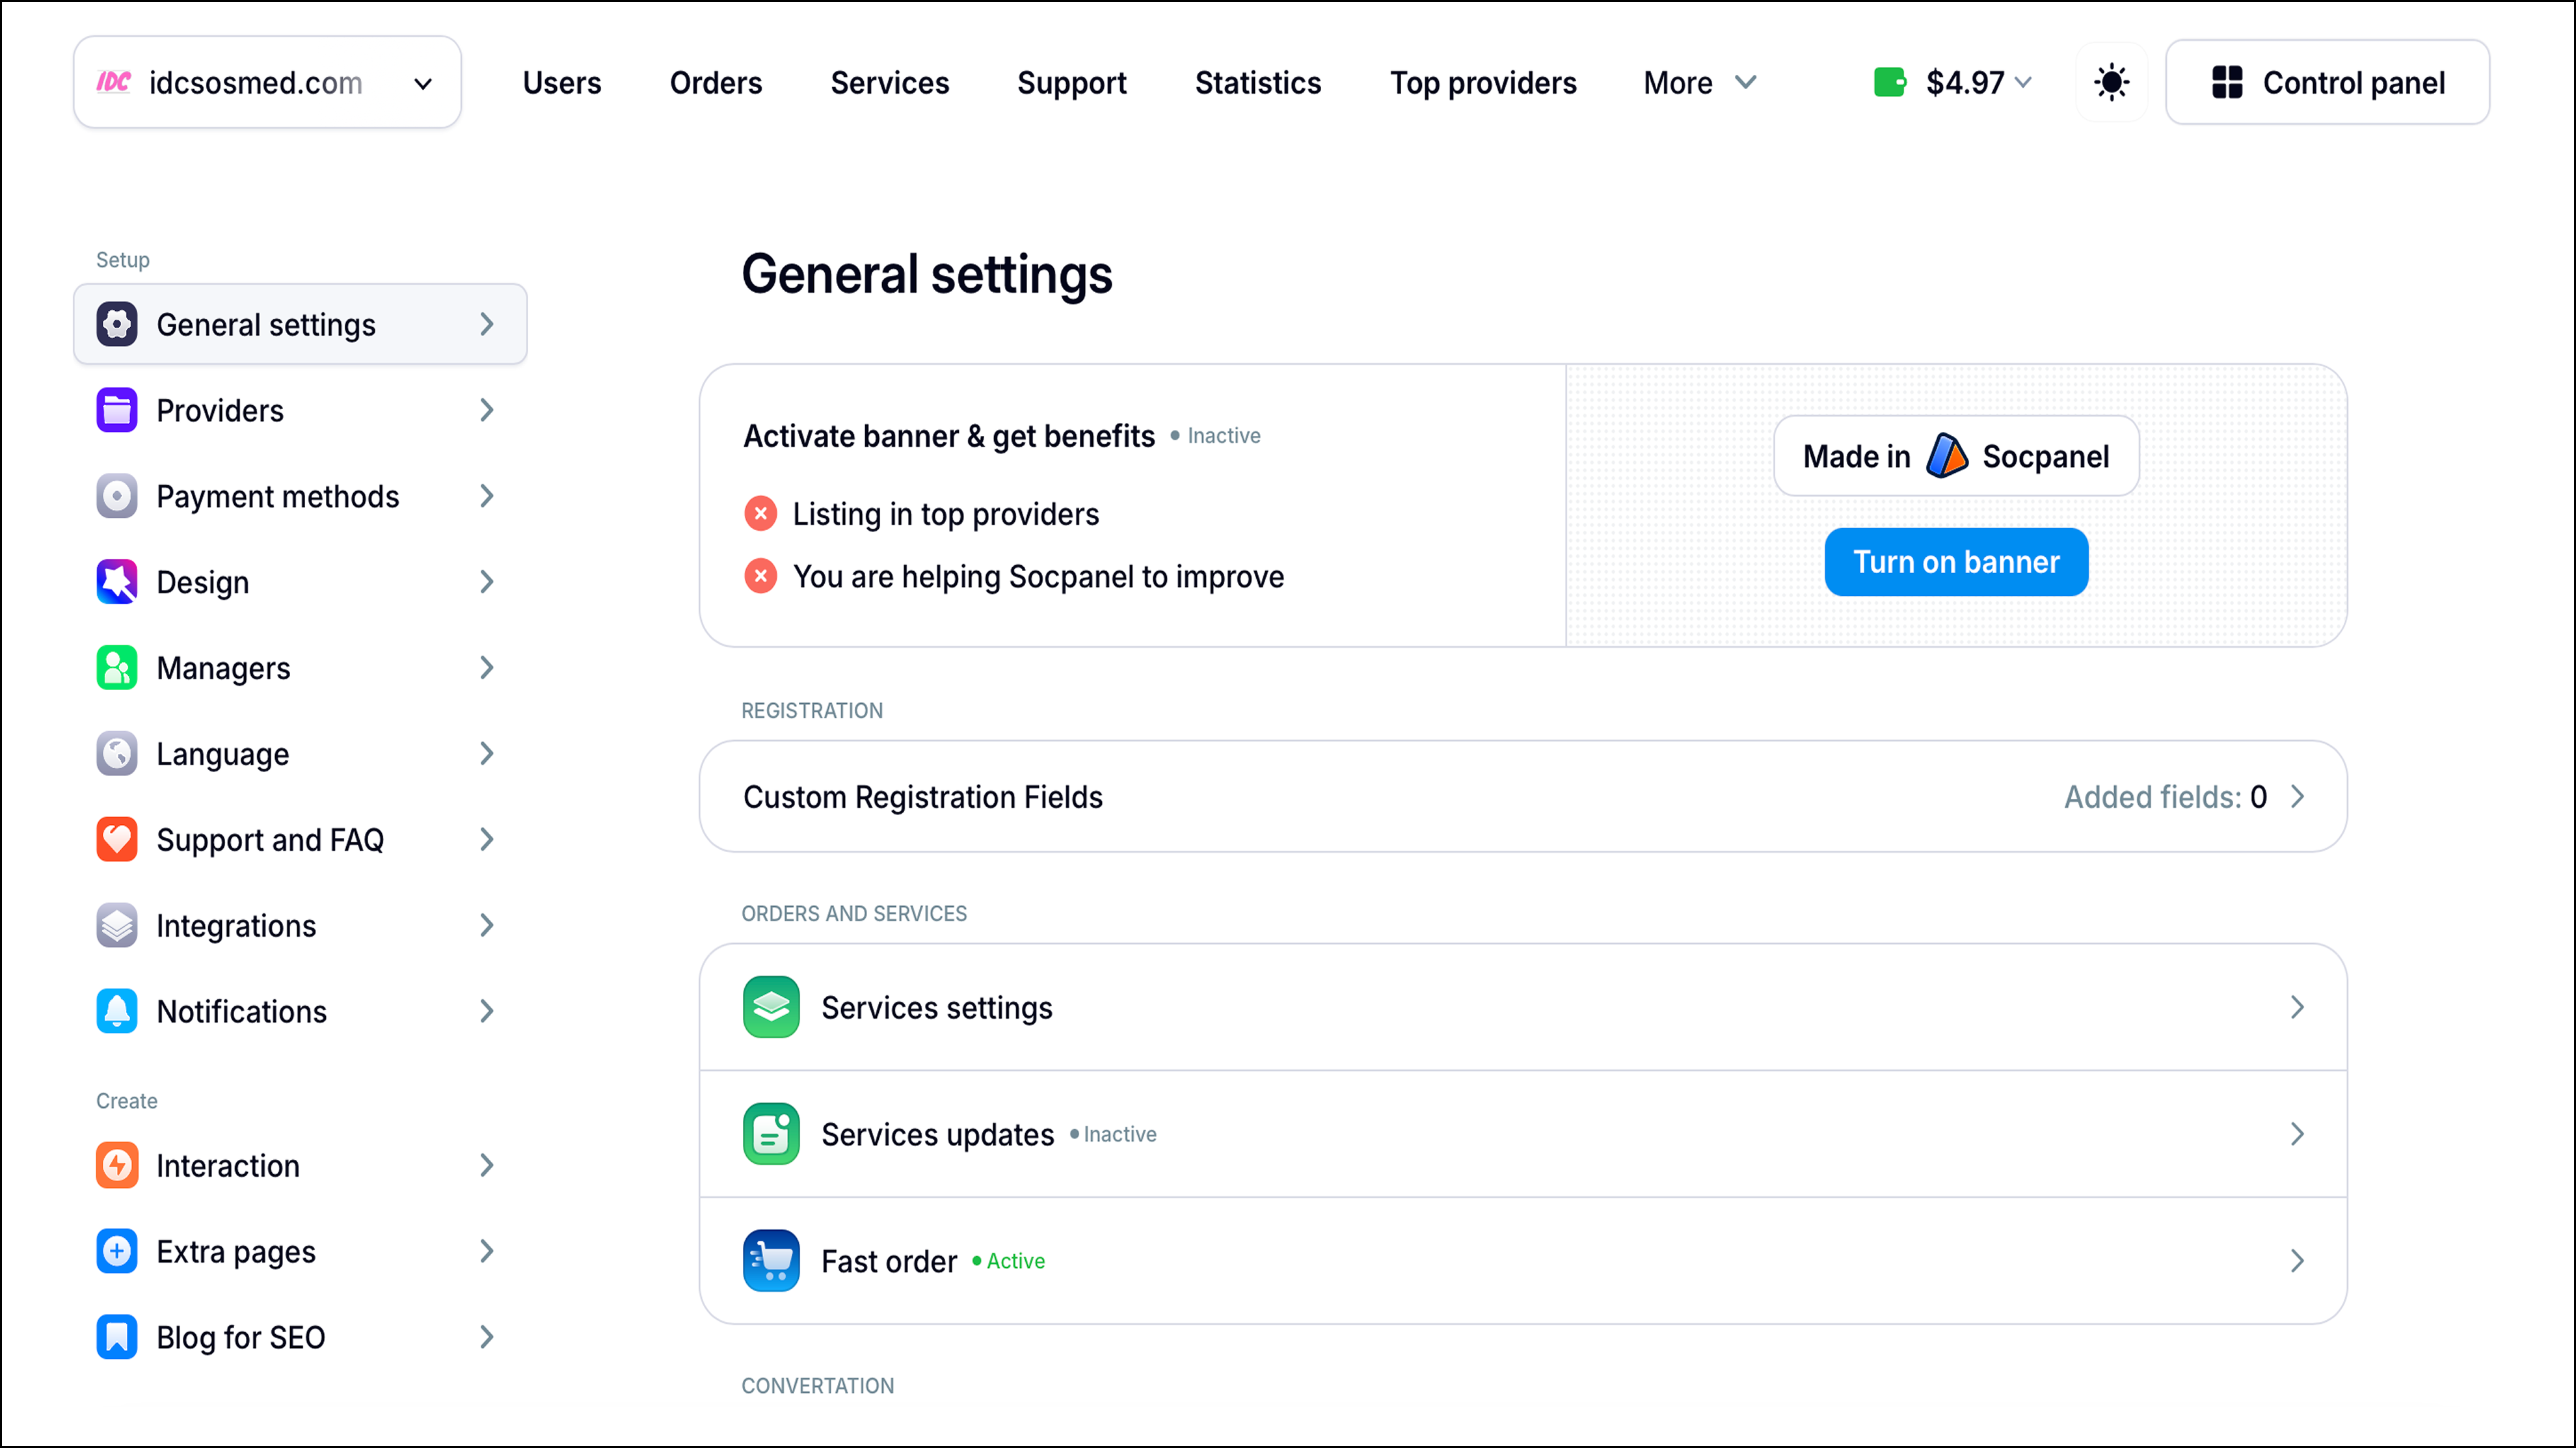 IDC idcsosmed.com
Users
Orders
Services
Support
Statistics
Top providers
More
$4.97
Control panel
Setup
General settings
Providers
Payment methods
Design
Managers
Language
Support and FAQ
Integrations
Notifications
Create
Interaction
Extra pages
Blog for SEO
General settings
Activate banner & get benefits • Inactive
Listing in top providers
You are helping Socpanel to improve
Made in Socpanel
Turn on banner
REGISTRATION
Custom Registration Fields
Added fields: 0
ORDERS AND SERVICES
Services settings
Services updates • Inactive
Fast order • Active
CONVERTATION